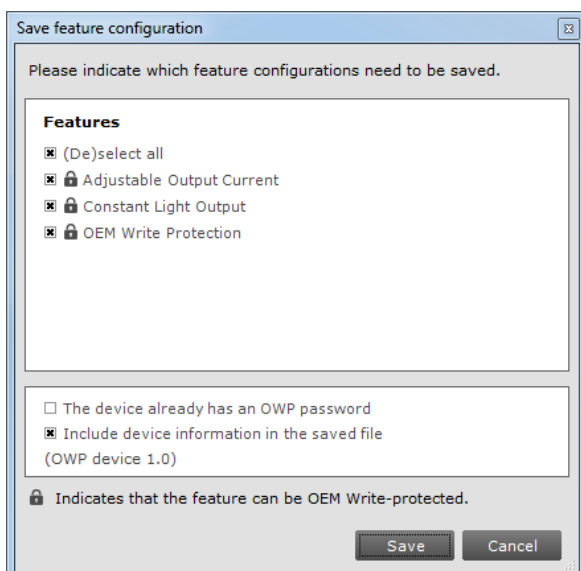 Save feature configuration
Please indicate which feature configurations need to be saved.
Features
(De)select all
Adjustable Output Current
Constant Light Output
OEM Write Protection
The device already has an OWP password
Include device information in the saved file
(OWP device 1.0)
Indicates that the feature can be OEM Write-protected.
Save Cancel